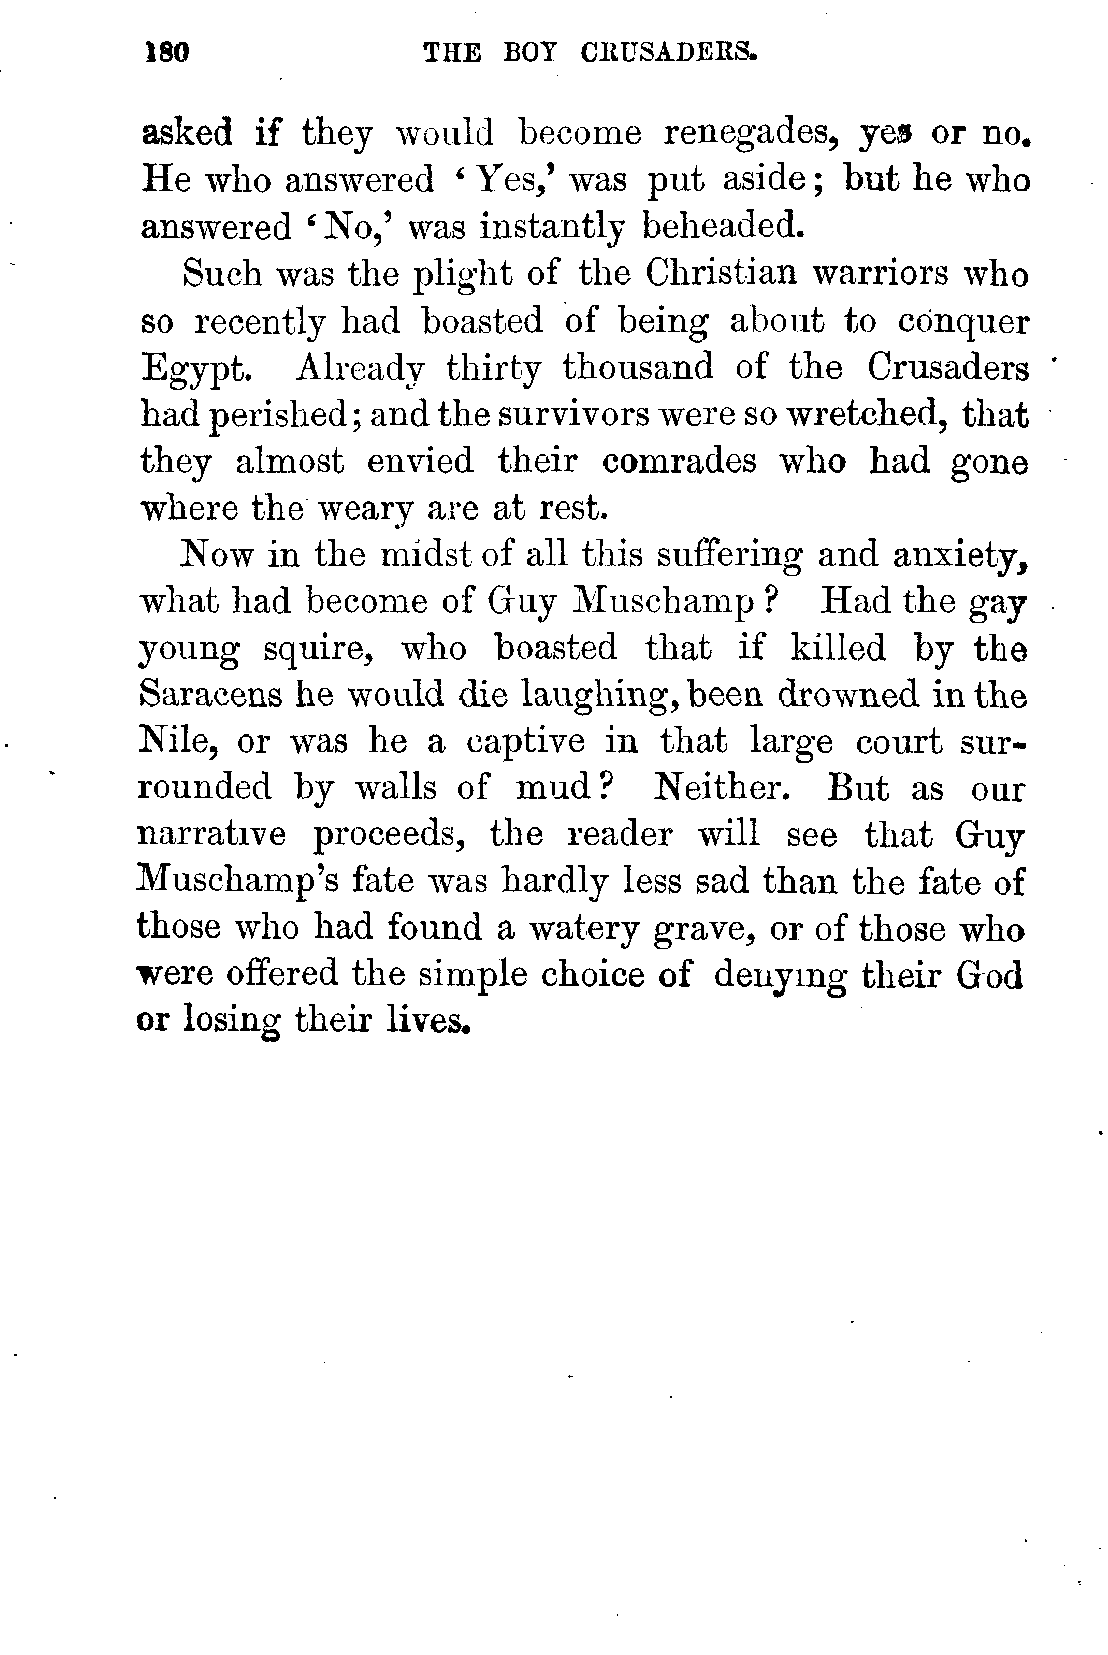 180 THE BOY CRUSADERS.
asked if they would become renegades, yes or no.
He who answered ‘ Yes,’ was put aside; but he who
answered ‘ No,’ was instantly beheaded.
Such was the plight of the Christian warriors who
so recently had boasted of being about to conquer
Egypt. Already thirty thousand of the Crusaders
had perished; and the survivors were so wretched, that
they almost envied their comrades who had gone
where the weary are at rest.
Now in the midst of all this suffering and anxiety,
what had become of Guy Muschamp ? Had the gay
young squire, who boasted that if killed by the
Saracens he would die laughing, been drowned in the
Nile, or was he a captive in that large court sur-
rounded by walls of mud ? Neither. But as our
narrative proceeds, the reader will see that Guy
Muschamp’s fate was hardly less sad than the fate of
those who had found a watery grave, or of those who
were offered the simple choice of denying their God
or losing their lives.